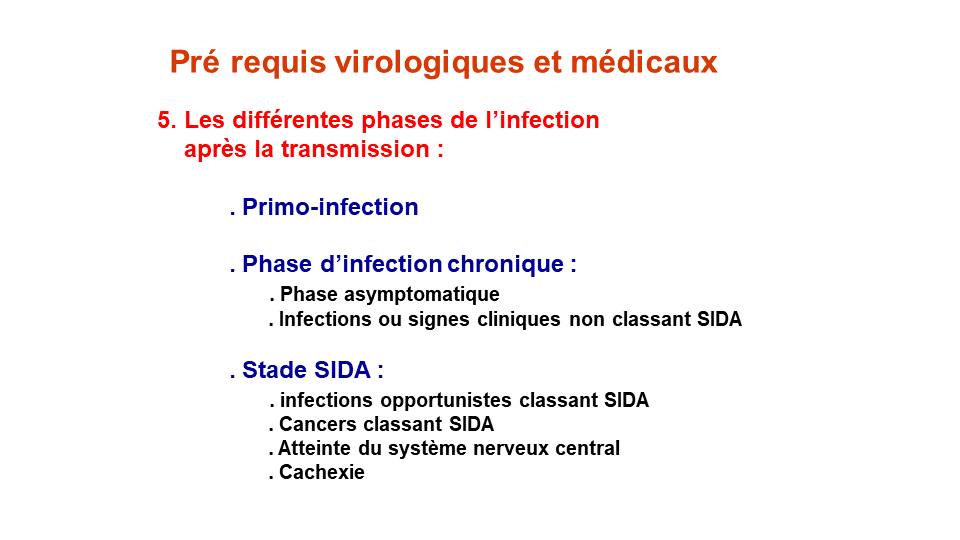 Pré requis virologiques et médicaux
5. Les différentes phases de l’infection
après la transmission :
. Primo-infection
. Phase d’infection chronique :
. Phase asymptomatique
. Infections ou signes cliniques non classant SIDA
. Stade SIDA :
. infections opportunistes classant SIDA
. Cancers classant SIDA
. Atteinte du système nerveux central
. Cachexie